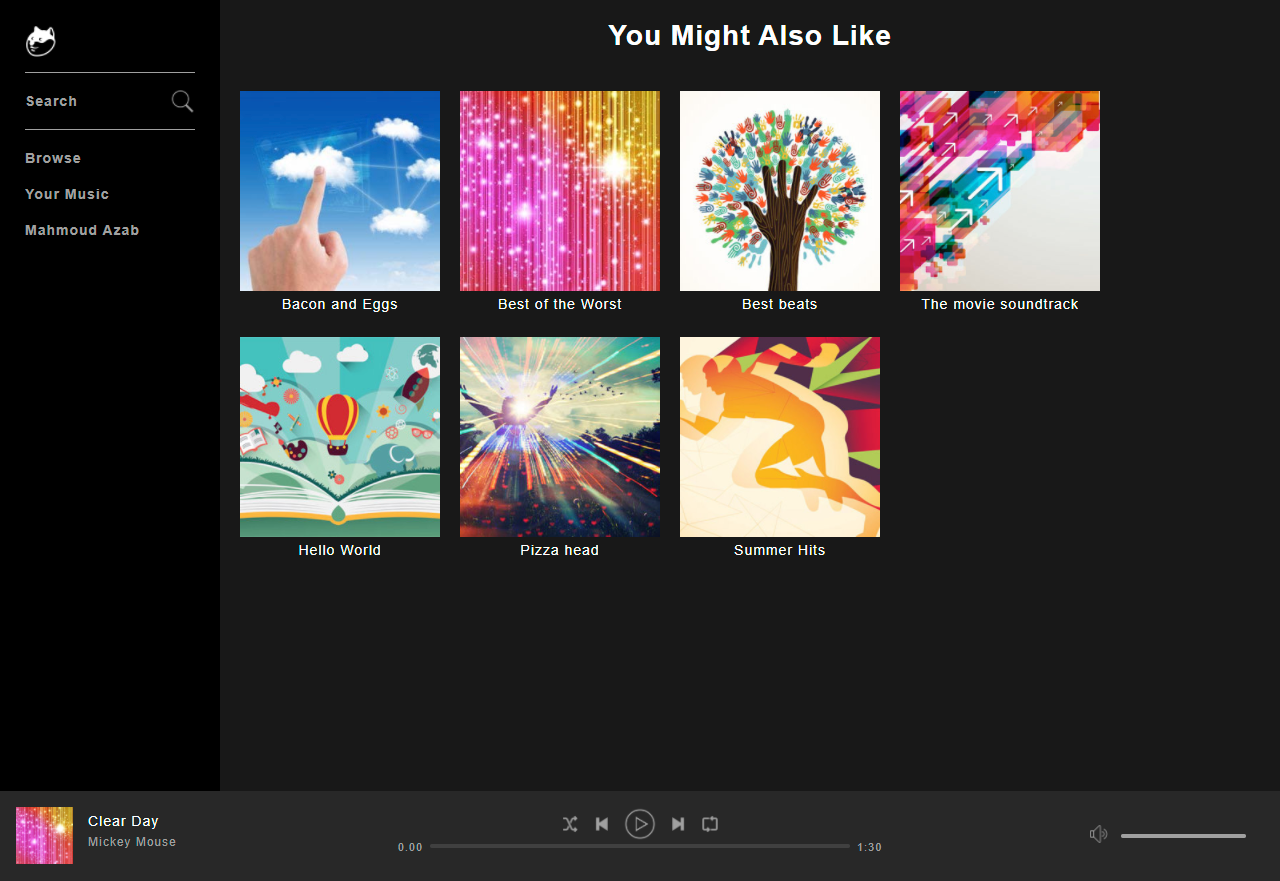 Search
Browse
Your Music
Mahmoud Azab
You Might Also Like
Bacon and Eggs
Best of the Worst
Best beats
The movie soundtrack
Hello World
Pizza head
Summer Hits
Clear Day
Mickey Mouse
0.00
1:30